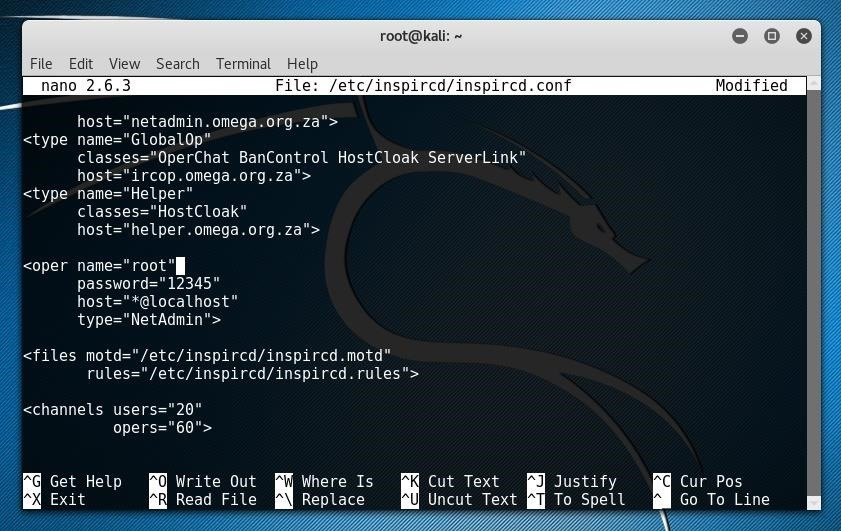 root@kali: ~
File Edit View Search Terminal Help
nano 2.6.3 File: /etc/inspircd/inspircd.conf Modified
host="netadmin.omega.org.za">
<type name="GlobalOp"
classes="OperChat BanControl HostCloak ServerLink"
host="ircop.omega.org.za">
<type name="Helper"
classes="HostCloak"
host="helper.omega.org.za">
<oper name="root"
password="12345"
host="*@localhost"
type="NetAdmin">
<files motd="/etc/inspircd/inspircd.motd"
rules="/etc/inspircd/inspircd.rules">
<channels users="20"
opers="60">
^G Get Help ^O Write Out ^W Where Is ^K Cut Text ^J Justify ^C Cur Pos
^X Exit ^R Read File ^\ Replace ^U Uncut Text ^T To Spell ^_ Go To Line